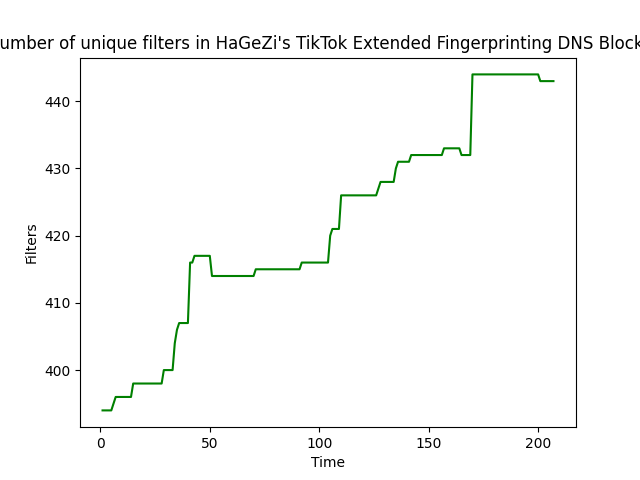 umber of unique filters in HaGeZi's TikTok Extended Fingerprinting DNS Block
440
430
420
410
400
Filters
0 50 100 150 200
Time